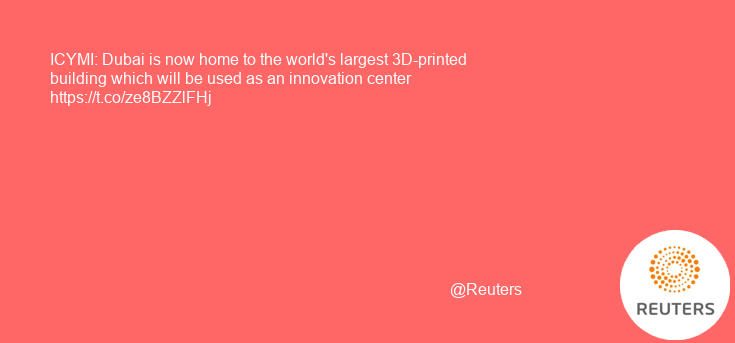 ICYMI: Dubai is now home to the world's largest 3D-printed
building which will be used as an innovation center
https://t.co/ze8BZZlFHj
@Reuters
REUTERS